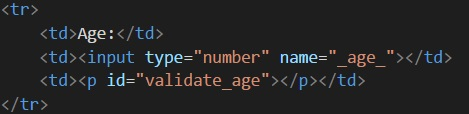 <tr>
    <td>Age:</td>
    <td><input type="number" name="_age_"></td>
    <td><p id="validate_age"></p></td>
</tr>